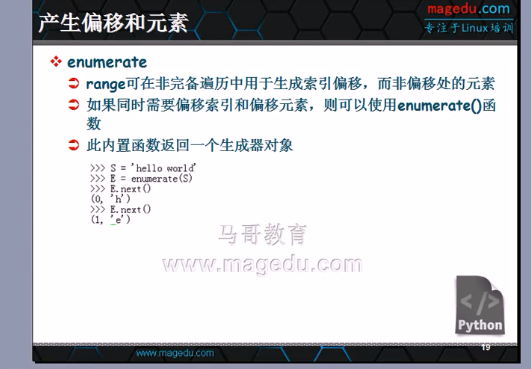 产生偏移和元素
magedu.com
专注于Linux培训
enumerate
range可在非完备遍历中用于生成索引偏移，而非偏移处的元素
如果同时需要偏移索引和偏移元素，则可以使用enumerate()函
数
此内置函数返回一个生成器对象
>>> S = 'hello world'
>>> E = enumerate(S)
>>> E.next()
(0, 'h')
>>> E.next()
(1, 'e')
马哥教育
www.magedu.com
</>
Python
19
www.magedu.com